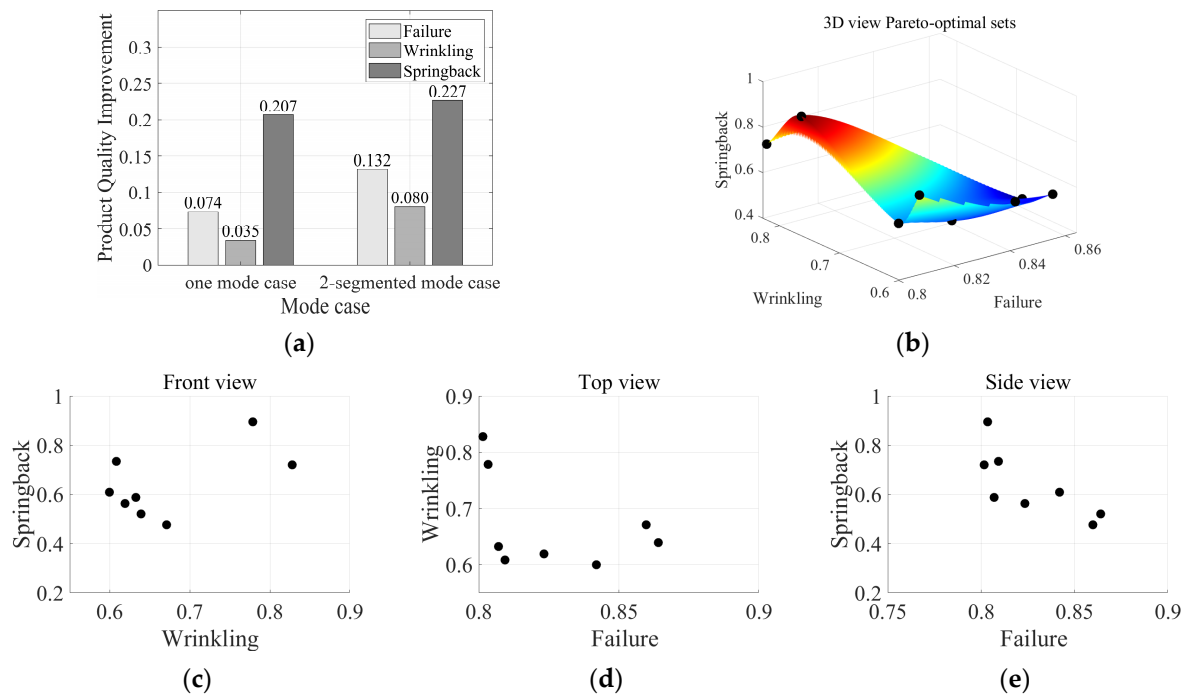 Product Quality Improvement
0.3
0.25
0.2
0.15
0.1
0.05
0
Failure
Wrinkling
Springback
0.074
0.035
0.207
0.132
0.080
0.227
one mode case
2-segmented mode case
Mode case
(a)
3D view Pareto-optimal sets
Springback
1
0.8
0.6
0.4
0.8
0.7
0.6
Wrinkling
0.8
0.82
0.84
0.86
Failure
(b)
Front view
Springback
1
0.8
0.6
0.4
0.2
0.6
0.7
0.8
0.9
Wrinkling
(c)
Top view
Wrinkling
0.9
0.8
0.7
0.6
0.8
0.85
0.9
Failure
(d)
Side view
Springback
1
0.8
0.6
0.4
0.2
0.75
0.8
0.85
0.9
Failure
(e)